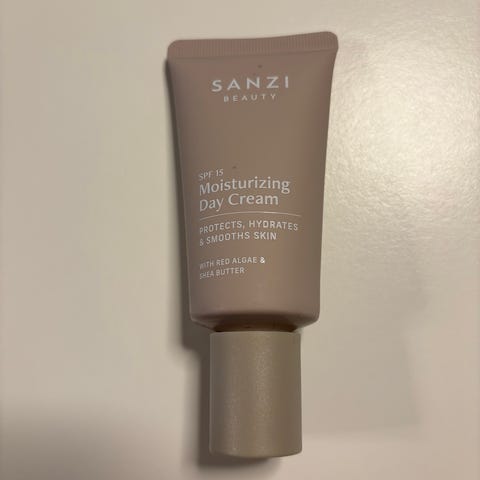 SANZI
BEAUTY
SPF 15
Moisturizing
Day Cream
PROTECTS, HYDRATES
& SMOOTHS SKIN
WITH RED ALGAE &
SHEA BUTTER